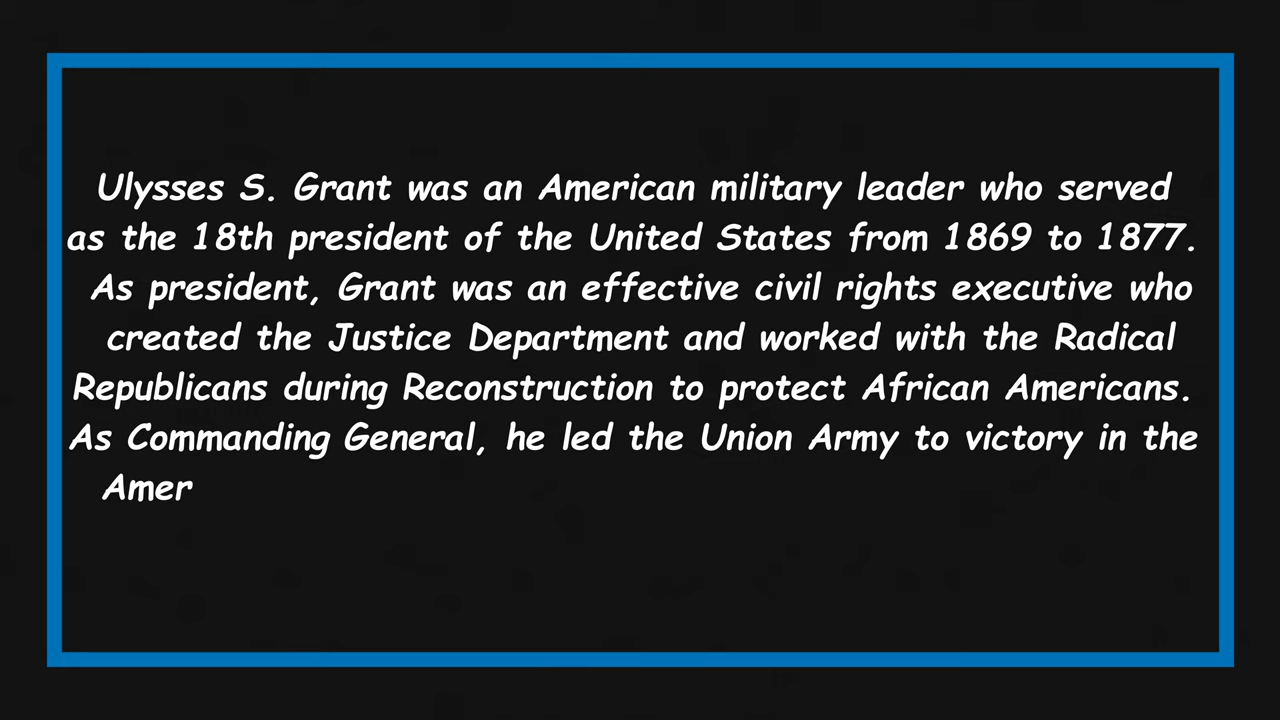 Ulysses S. Grant was an American military leader who served
as the 18th president of the United States from 1869 to 1877.
As president, Grant was an effective civil rights executive who
created the Justice Department and worked with the Radical
Republicans during Reconstruction to protect African Americans.
As Commanding General, he led the Union Army to victory in the
Amer